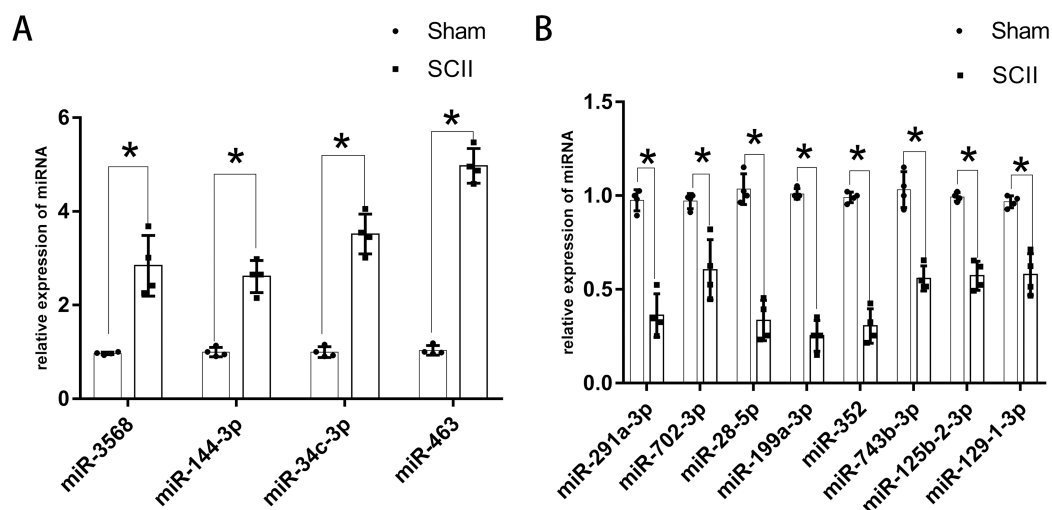 A
Sham
SCII
relative expression of miRNA
6
4
2
0
*
*
*
*
miR-3568
miR-144-3p
miR-34c-3p
miR-463
B
Sham
SCII
relative expression of miRNA
1.5
1.0
0.5
0.0
*
*
*
*
*
*
*
*
miR-291a-3p
miR-702-3p
miR-28-5p
miR-199a-3p
miR-352
miR-743b-3p
miR-125b-2-3p
miR-129-1-3p